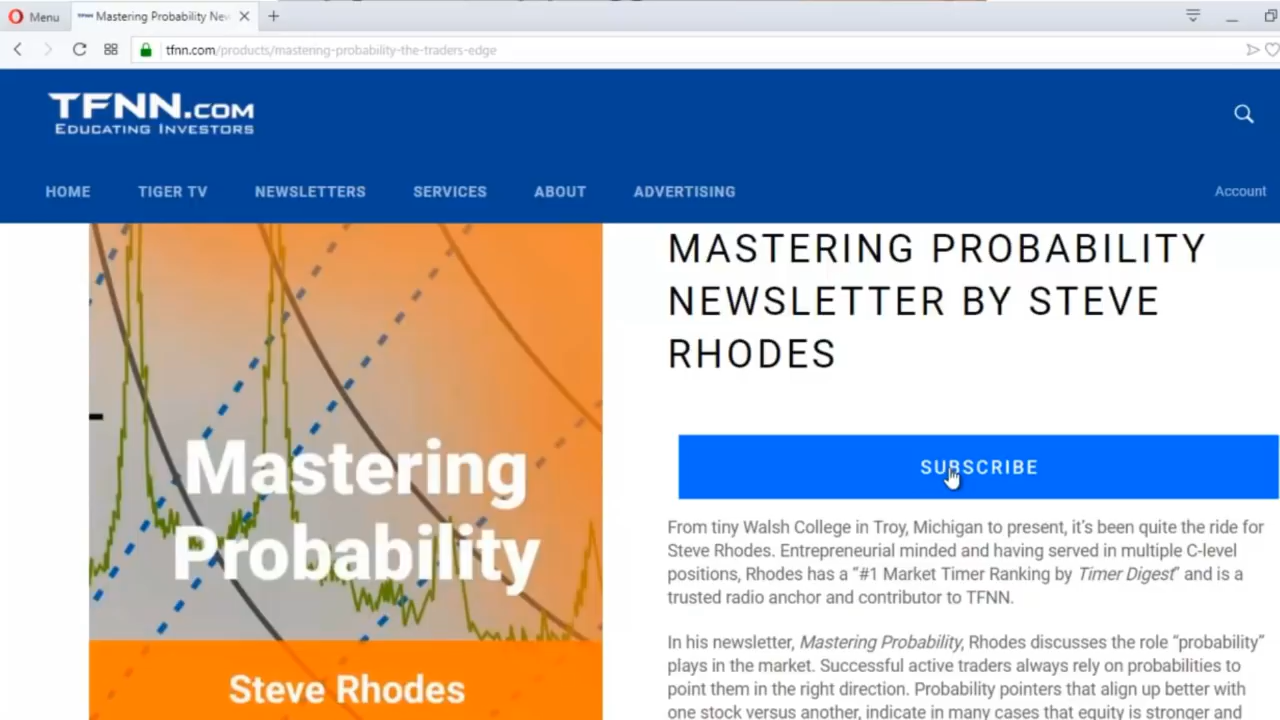 Menu
Mastering Probability New
tfnn.com/products/mastering-probability-the-traders-edge
TFNN.COM
EDUCATING INVESTORS
HOME TIGER TV NEWSLETTERS SERVICES ABOUT ADVERTISING Account
Mastering
Probability
Steve Rhodes
MASTERING PROBABILITY
NEWSLETTER BY STEVE
RHODES
SUBSCRIBE
From tiny Walsh College in Troy, Michigan to present, it’s been quite the ride for
Steve Rhodes. Entrepreneurial minded and having served in multiple C-level
positions, Rhodes has a “#1 Market Timer Ranking by Timer Digest” and is a
trusted radio anchor and contributor to TFNN.
In his newsletter, Mastering Probability, Rhodes discusses the role “probability”
plays in the market. Successful active traders always rely on probabilities to
point them in the right direction. Probability pointers that align up better with
one stock versus another, indicate in many cases that equity is stronger and